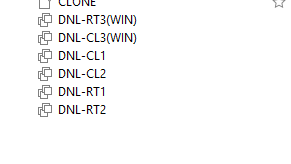 CLONE
DNL-RT3(WIN)
DNL-CL3(WIN)
DNL-CL1
DNL-CL2
DNL-RT1
DNL-RT2